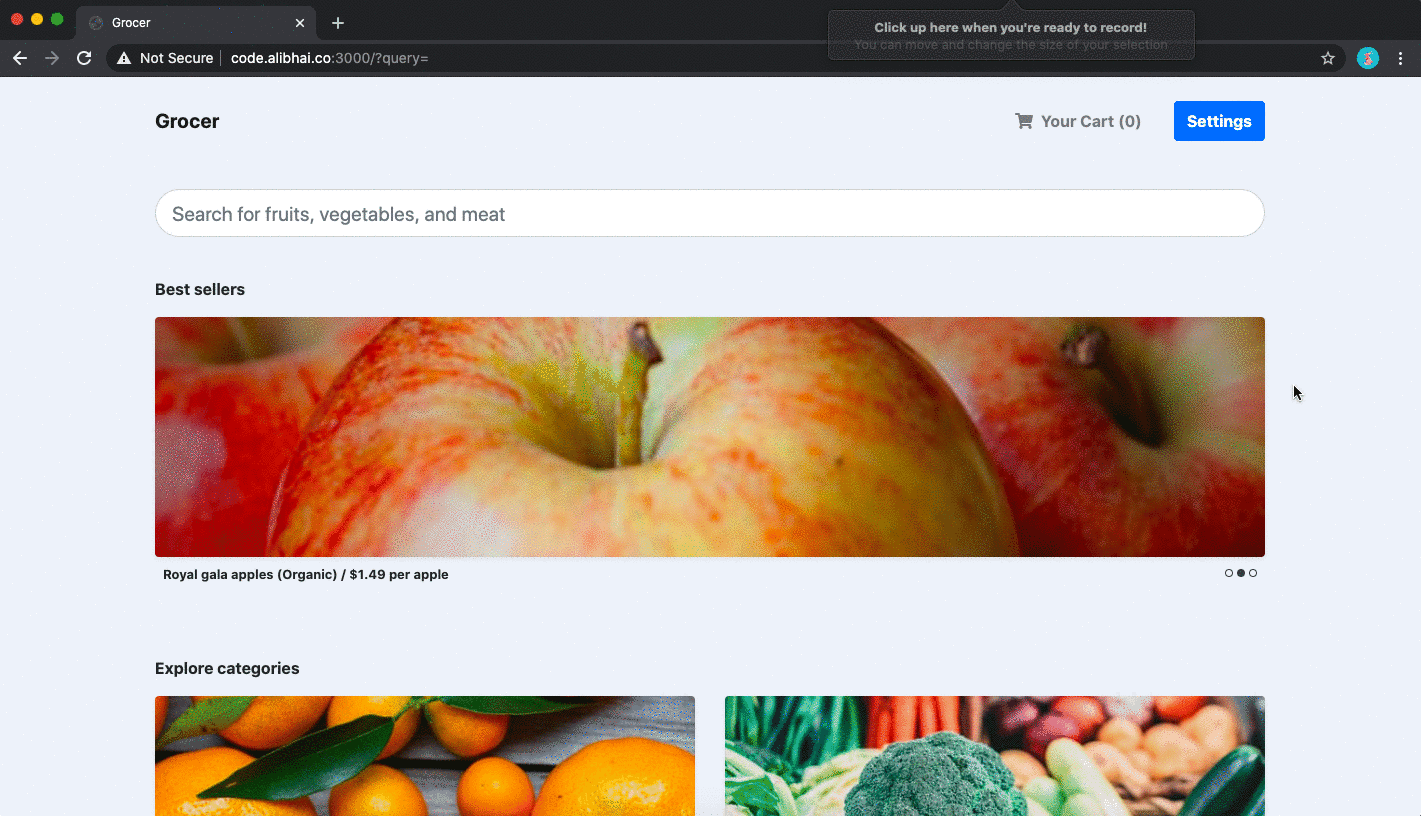 Grocer
Click up here when you're ready to record!
You can move and change the size of your selection
Not Secure
code.alibhai.co:3000/?query=
Grocer
Your Cart (0)
Settings
Search for fruits, vegetables, and meat
Best sellers
Royal gala apples (Organic) / $1.49 per apple
Explore categories